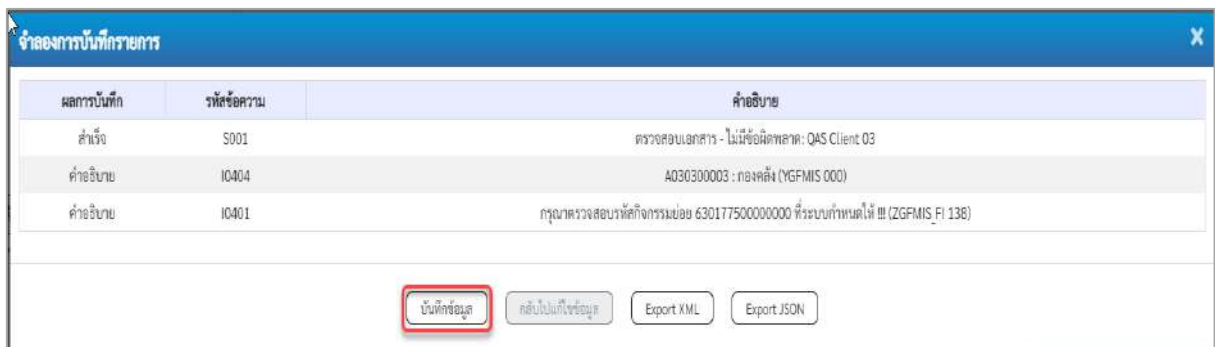 จำลองการบันทึกรายการ X
ผลการบันทึก รหัสข้อความ คำอธิบาย
สำเร็จ S001 ตรวจสอบเอกสาร - ไม่มีข้อผิดพลาด: QAS Client 03
คำอธิบาย I0404 A030300003 : กองคลัง (YGFMIS 000)
คำอธิบาย I0401 กรุณาตรวจสอบรหัสกิจกรรมย่อย 630177500000000 ที่ระบบกำหนดให้ !!! (ZGFMIS_FI 138)
บันทึกข้อมูล กลับไปแก้ไขข้อมูล Export XML Export JSON